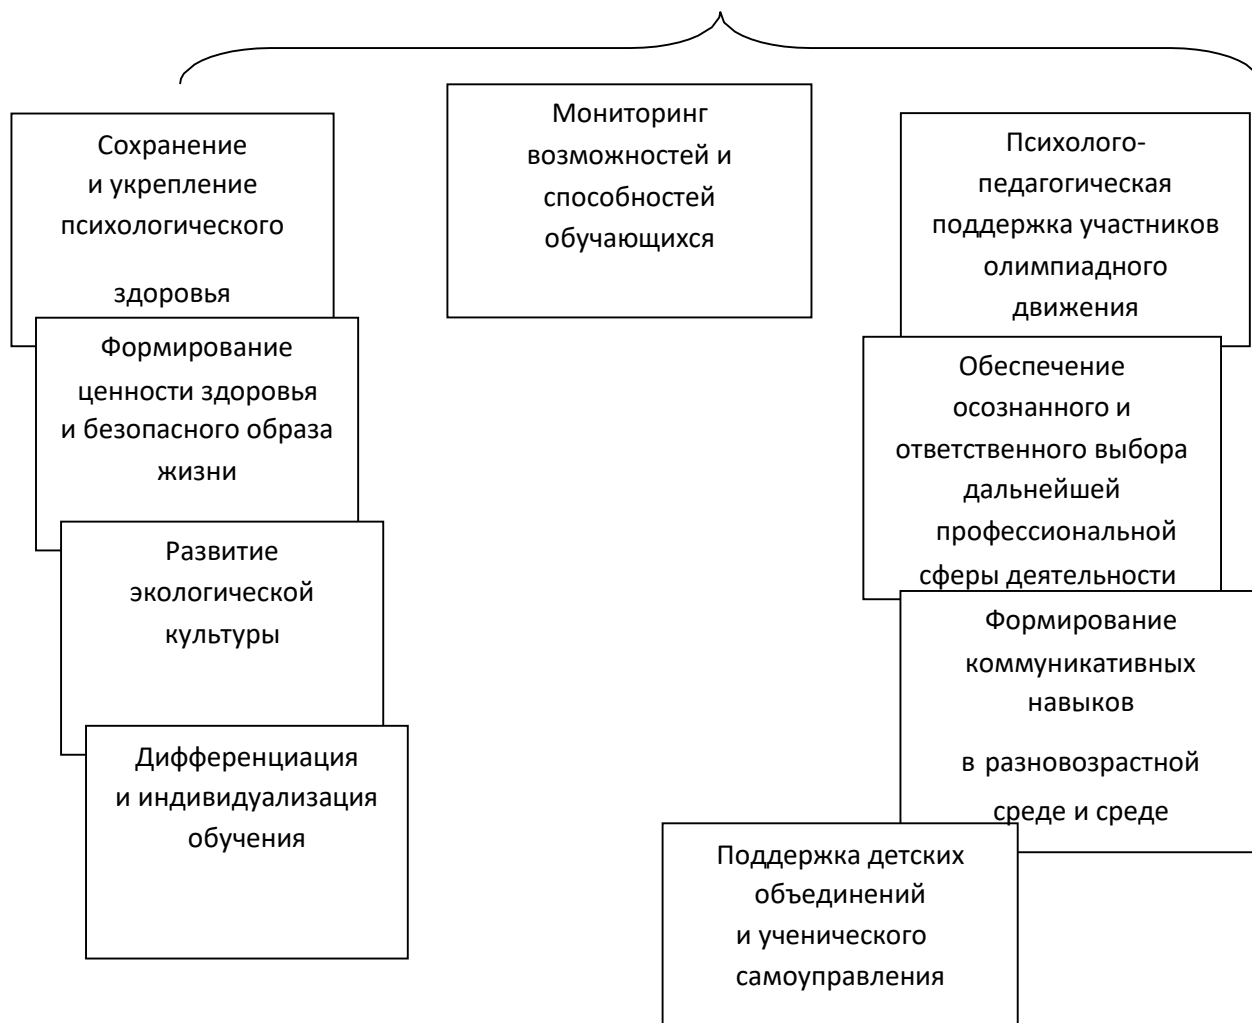 Сохранение
и укрепление
психологического
здоровья
Формирование
ценности здоровья
и безопасного образа
жизни
Развитие
экологической
культуры
Дифференциация
и индивидуализация
обучения
Мониторинг
возможностей и
способностей
обучающихся
Психолого-
педагогическая
поддержка участников
олимпиадного
движения
Обеспечение
осознанного и
ответственного выбора
дальнейшей
профессиональной
сферы деятельности
Формирование
коммуникативных
навыков
в разновозрастной
среде и среде
Поддержка детских
объединений
и ученического
самоуправления